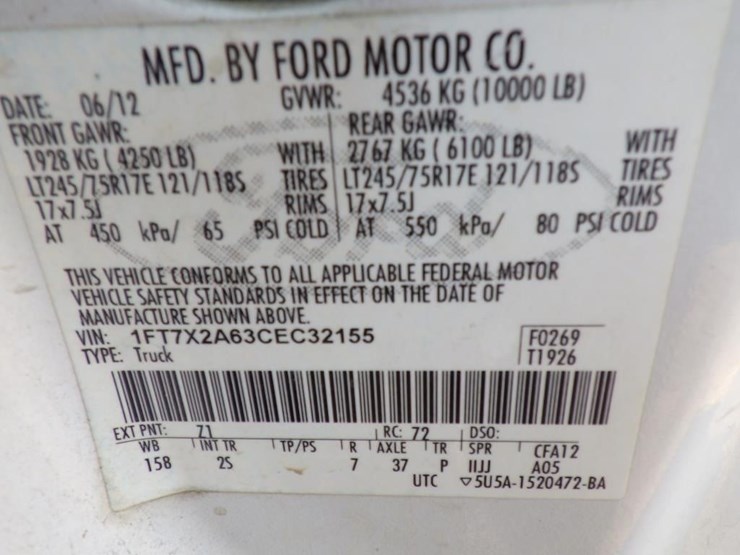 MFD. BY FORD MOTOR CO.
DATE: 06/12 GVWR: 4536 KG (10000 LB)
FRONT GAWR: REAR GAWR:
1928 KG ( 4250 LB) WITH 2767 KG ( 6100 LB) WITH
LT245/75R17E 121/118S TIRES LT245/75R17E 121/118S TIRES
17x7.5J RIMS 17x7.5J RIMS
AT 450 kPa/ 65 PSI COLD AT 550 kPa/ 80 PSI COLD
Ford
THIS VEHICLE CONFORMS TO ALL APPLICABLE FEDERAL MOTOR
VEHICLE SAFETY STANDARDS IN EFFECT ON THE DATE OF
MANUFACTURE SHOWN ABOVE.
VIN: 1FT7X2A63CEC32155 F0269
TYPE: Truck T1926
EXT PNT: Z1 RC: 72 DSO:
WB INT TR TP/PS R AXLE TR SPR CFA12
158 2S 7 37 P IIJJ A05
UTC ▽5U5A-1520472-BA